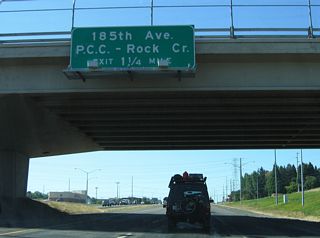 185th Ave.
P.C.C. - Rock Cr.
EXIT 1 1/4 MILE